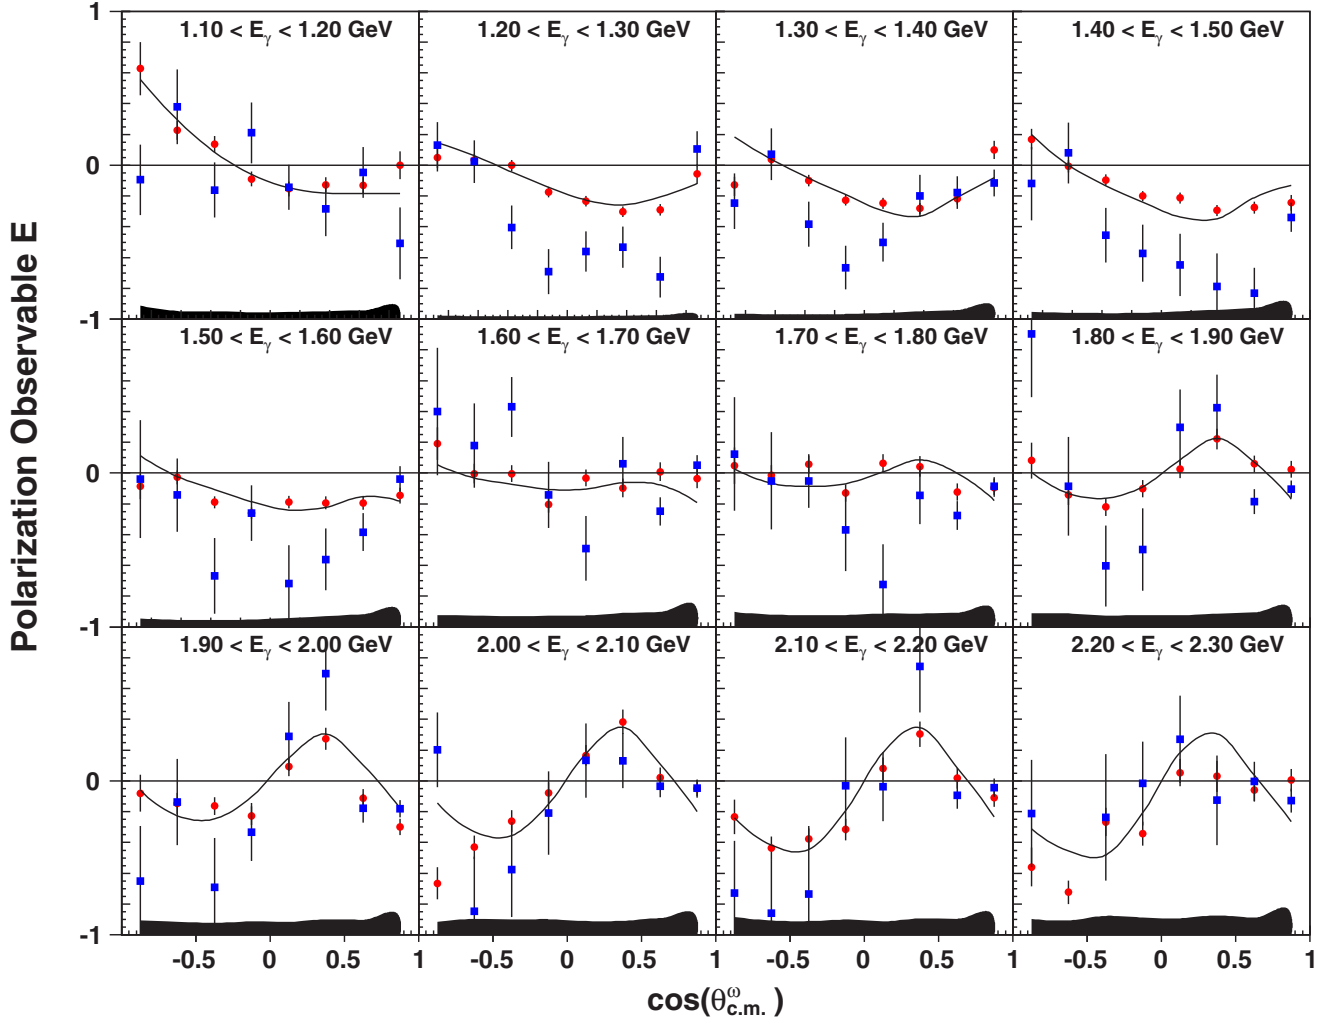 Polarization Observable E
1
0
-1
0
-1
0
-1
1.10 < Eγ < 1.20 GeV
1.20 < Eγ < 1.30 GeV
1.30 < Eγ < 1.40 GeV
1.40 < Eγ < 1.50 GeV
1.50 < Eγ < 1.60 GeV
1.60 < Eγ < 1.70 GeV
1.70 < Eγ < 1.80 GeV
1.80 < Eγ < 1.90 GeV
1.90 < Eγ < 2.00 GeV
2.00 < Eγ < 2.10 GeV
2.10 < Eγ < 2.20 GeV
2.20 < Eγ < 2.30 GeV
-0.5 0 0.5 1 -0.5 0 0.5 1 -0.5 0 0.5 1 -0.5 0 0.5 1
cos(θ^ω_c.m.)